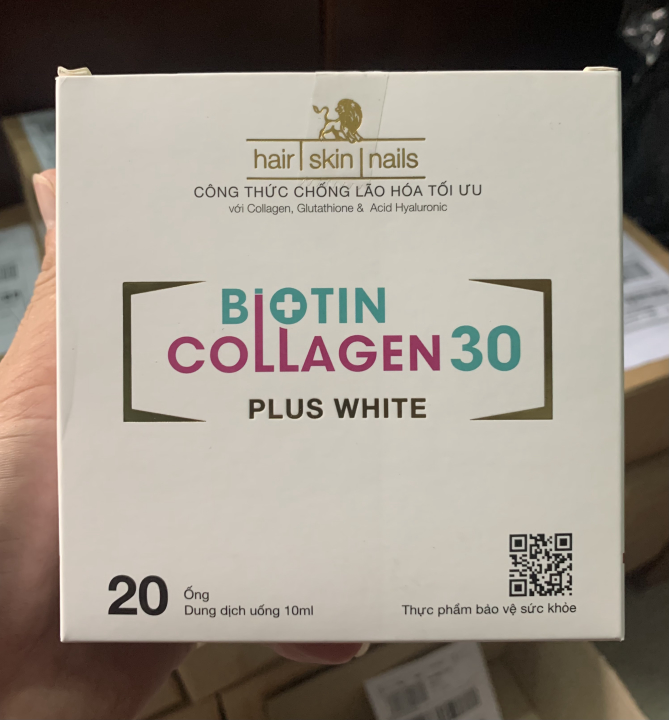 hair skin nails
CÔNG THỨC CHỐNG LÃO HÓA TỐI ƯU
với Collagen, Glutathione & Acid Hyaluronic
BIOTIN
COLLAGEN 30
PLUS WHITE
20 Ống
Dung dịch uống 10ml
Thực phẩm bảo vệ sức khỏe